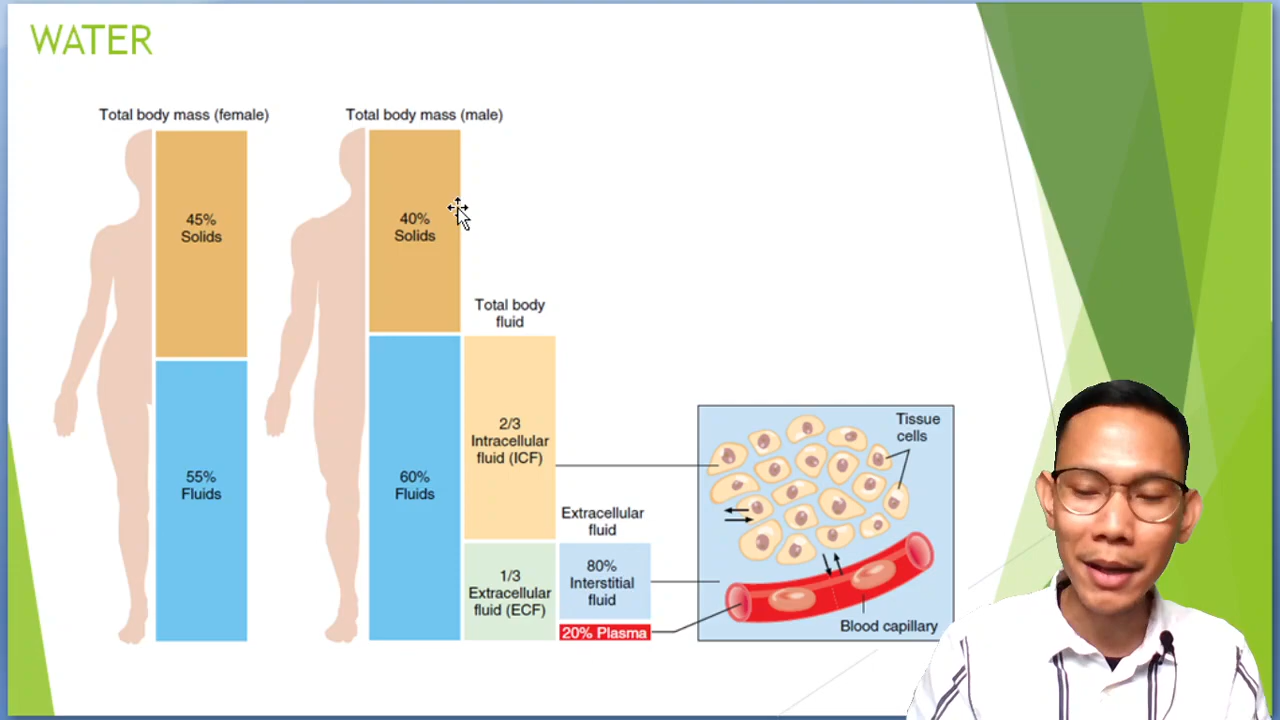 WATER
Total body mass (female)
Total body mass (male)
45%
Solids
40%
Solids
Total body
fluid
55%
Fluids
60%
Fluids
2/3
Intracellular
fluid (ICF)
1/3
Extracellular
fluid (ECF)
Extracellular
fluid
80%
Interstitial
fluid
20% Plasma
Tissue
cells
Blood capillary